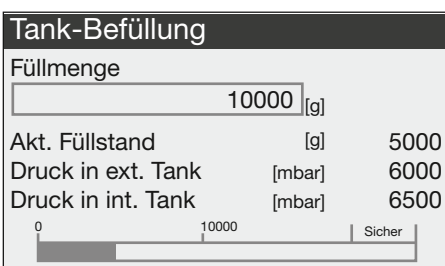 Tank-Befüllung
Füllmenge
10000 [g]
Akt. Füllstand [g] 5000
Druck in ext. Tank [mbar] 6000
Druck in int. Tank [mbar] 6500
0 10000 Sicher